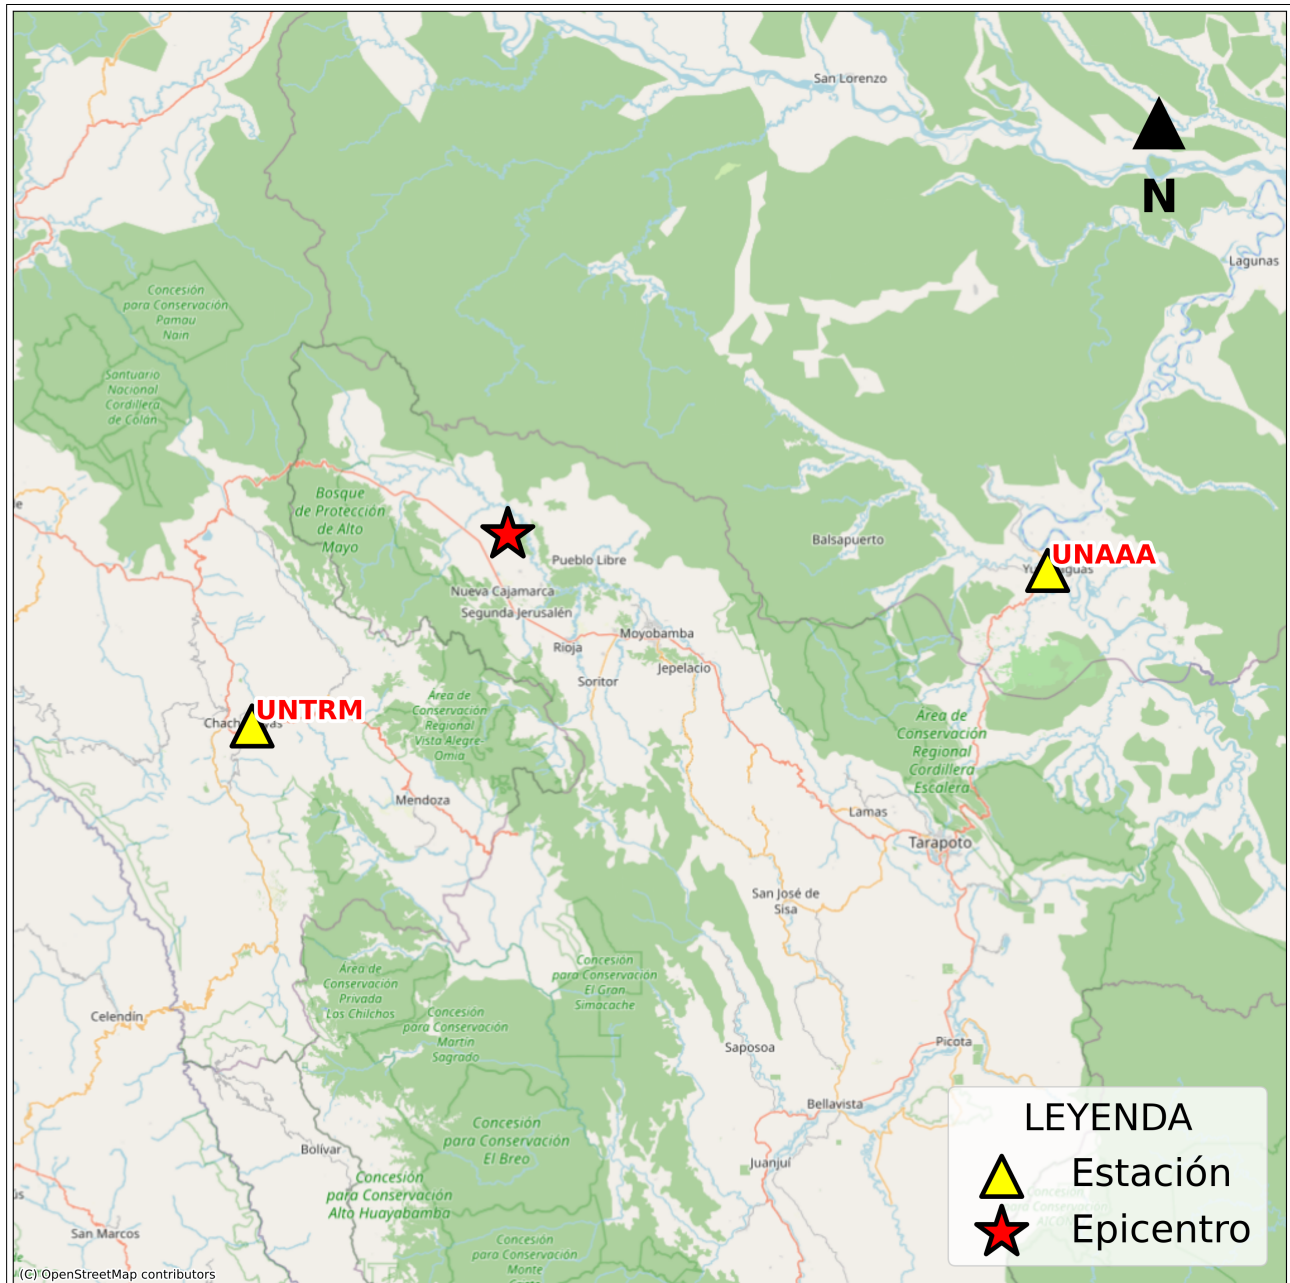 San Lorenzo
N
Lagunas
Concesión
para Conservación
Pamau
Nain
Santuario
Nacional
Cordillera
de Colán
Bosque
de Protección
de Alto
Mayo
Balsapuerto
UNAAA
Pueblo Libre
Nueva Cajamarca
Segunda Jerusalén
Moyobamba
Rioja
Jepelacio
Soritor
UNTRM
Área de
Conservación
Regional
Vista Alegre-
Omia
Área de
Conservación
Regional
Cordillera
Escalera
Mendoza
Lamas
Tarapoto
San José de
Sisa
Área de
Conservación
Privada
Los Chilchos
Concesión
para Conservación
El Gran
Simacache
Celendín
Concesión
para Conservación
Martin
Sagrado
Saposoa
Picota
Bellavista
Concesión
para Conservación
El Breo
Bolívar
Juanjuí
Concesión
para Conservación
Alto Huayabamba
San Marcos
Concesión
para Conservación
Monte
LEYENDA
Estación
Epicentro
(C) OpenStreetMap contributors